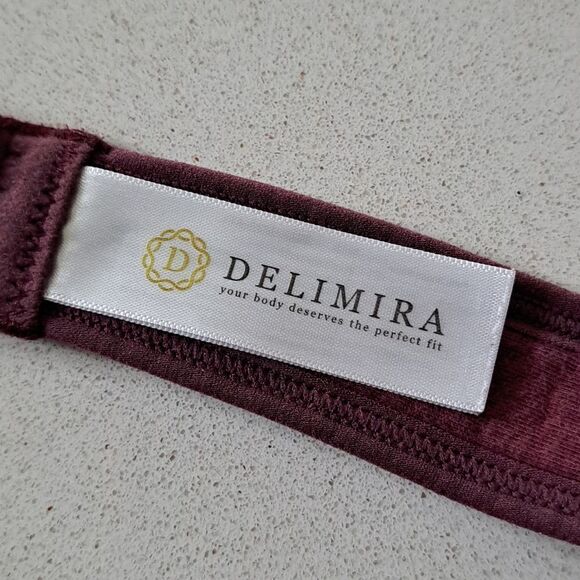 D
DELIMIRA
your body deserves the perfect fit